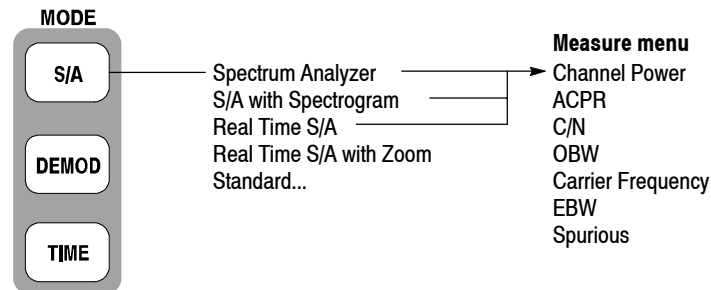 MODE
S/A
DEMOD
TIME
Spectrum Analyzer
S/A with Spectrogram
Real Time S/A
Real Time S/A with Zoom
Standard...
Measure menu
Channel Power
ACPR
C/N
OBW
Carrier Frequency
EBW
Spurious